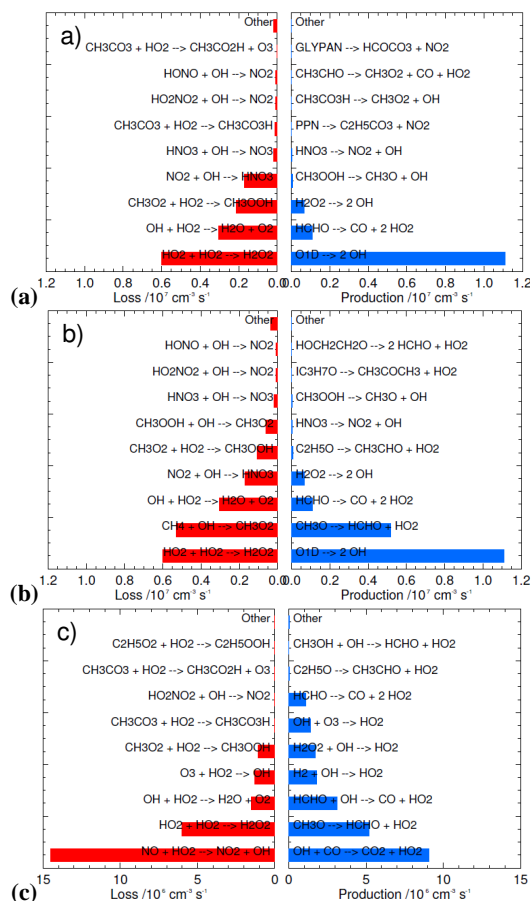 a)
Other
CH3CO3 + HO2 --> CH3CO2H + O3 GLYPAN --> HCOCO3 + NO2
HONO + OH --> NO2 CH3CHO --> CH3O2 + CO + HO2
HO2NO2 + OH --> NO2 CH3CO3H --> CH3O2 + OH
CH3CO3 + HO2 --> CH3CO3H PPN --> C2H5CO3 + NO2
HNO3 + OH --> NO3 HNO3 --> NO2 + OH
NO2 + OH --> HNO3 CH3OOH --> CH3O + OH
CH3O2 + HO2 --> CH3OOH H2O2 --> 2 OH
OH + HO2 --> H2O + O2 HCHO --> CO + 2 HO2
HO2 + HO2 --> H2O2 O1D --> 2 OH
1.2 1.0 0.8 0.6 0.4 0.2 0.0 0.0 0.2 0.4 0.6 0.8 1.0 1.2
(a) Loss /10⁷ cm⁻³ s⁻¹ Production /10⁷ cm⁻³ s⁻¹
b)
Other
HONO + OH --> NO2 HOCH2CH2O --> 2 HCHO + HO2
HO2NO2 + OH --> NO2 IC3H7O --> CH3COCH3 + HO2
HNO3 + OH --> NO3 CH3OOH --> CH3O + OH
CH3OOH + OH --> CH3O2 HNO3 --> NO2 + OH
CH3O2 + HO2 --> CH3OOH C2H5O --> CH3CHO + HO2
NO2 + OH --> HNO3 H2O2 --> 2 OH
OH + HO2 --> H2O + O2 HCHO --> CO + 2 HO2
CH4 + OH --> CH3O2 CH3O --> HCHO + HO2
HO2 + HO2 --> H2O2 O1D --> 2 OH
1.2 1.0 0.8 0.6 0.4 0.2 0.0 0.0 0.2 0.4 0.6 0.8 1.0 1.2
(b) Loss /10⁷ cm⁻³ s⁻¹ Production /10⁷ cm⁻³ s⁻¹
c)
Other Other
C2H5O2 + HO2 --> C2H5OOH CH3OH + OH --> HCHO + HO2
CH3CO3 + HO2 --> CH3CO2H + O3 C2H5O --> CH3CHO + HO2
HO2NO2 + OH --> NO2 HCHO --> CO + 2 HO2
CH3CO3 + HO2 --> CH3CO3H OH + O3 --> HO2
CH3O2 + HO2 --> CH3OOH H2O2 + OH --> HO2
O3 + HO2 --> OH H2 + OH --> HO2
OH + HO2 --> H2O + O2 HCHO + OH --> CO + HO2
HO2 + HO2 --> H2O2 CH3O --> HCHO + HO2
NO + HO2 --> NO2 + OH OH + CO --> CO2 + HO2
15 10 5 0 0 5 10 15
(c) Loss /10⁶ cm⁻³ s⁻¹ Production /10⁶ cm⁻³ s⁻¹